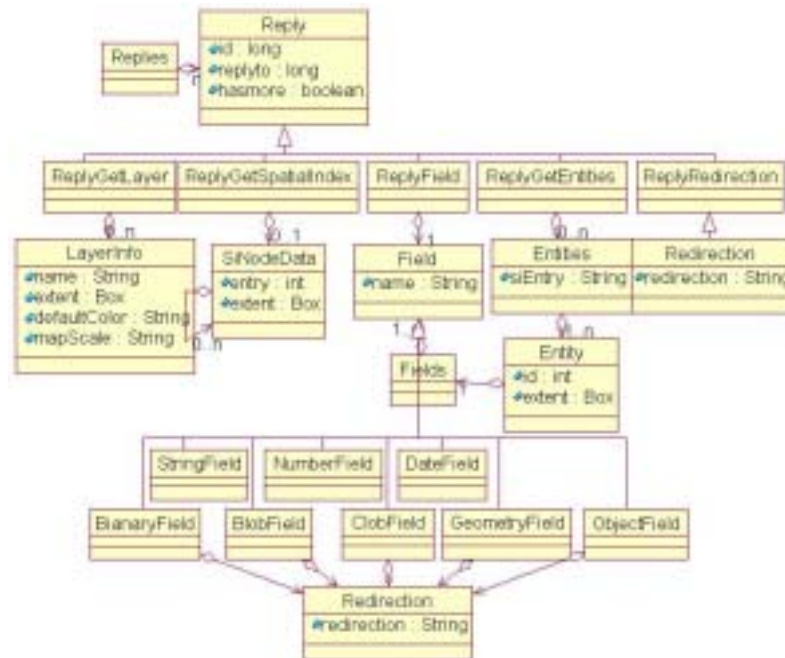 Reply
id : long
replyto : long
hasmore : boolean
Replies
n
ReplyGetLayer
ReplyGetSpatialIndex
ReplyField
ReplyGetEntities
ReplyRedirection
0..n
0..1
1
0..n
LayerInfo
name : String
extent : Box
defaultColor : String
mapScale : String
SiNodeData
entry : int
extent : Box
0..n
Field
name : String
Entities
siEntry : String
Redirection
redirection : String
1..n
Fields
Entity
id : int
extent : Box
StringField
NumberField
DateField
BianaryField
BlobField
ClobField
GeometryField
ObjectField
Redirection
redirection : String